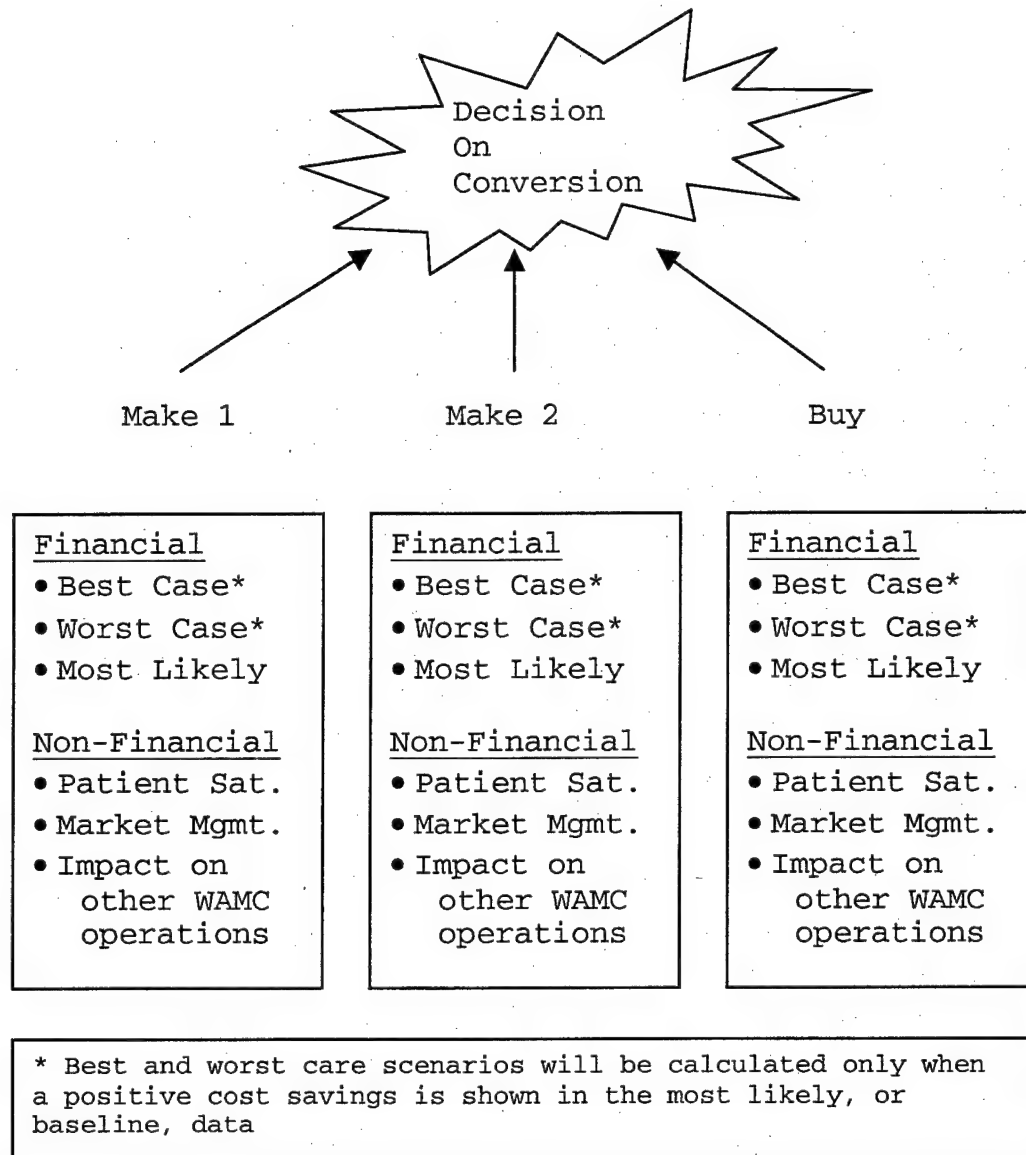 Decision
On
Conversion
Make 1
Make 2
Buy
Financial
• Best Case*
• Worst Case*
• Most Likely
Non-Financial
• Patient Sat.
• Market Mgmt.
• Impact on
other WAMC
operations
Financial
• Best Case*
• Worst Case*
• Most Likely
Non-Financial
• Patient Sat.
• Market Mgmt.
• Impact on
other WAMC
operations
Financial
• Best Case*
• Worst Case*
• Most Likely
Non-Financial
• Patient Sat.
• Market Mgmt.
• Impact on
other WAMC
operations
* Best and worst care scenarios will be calculated only when
a positive cost savings is shown in the most likely, or
baseline, data